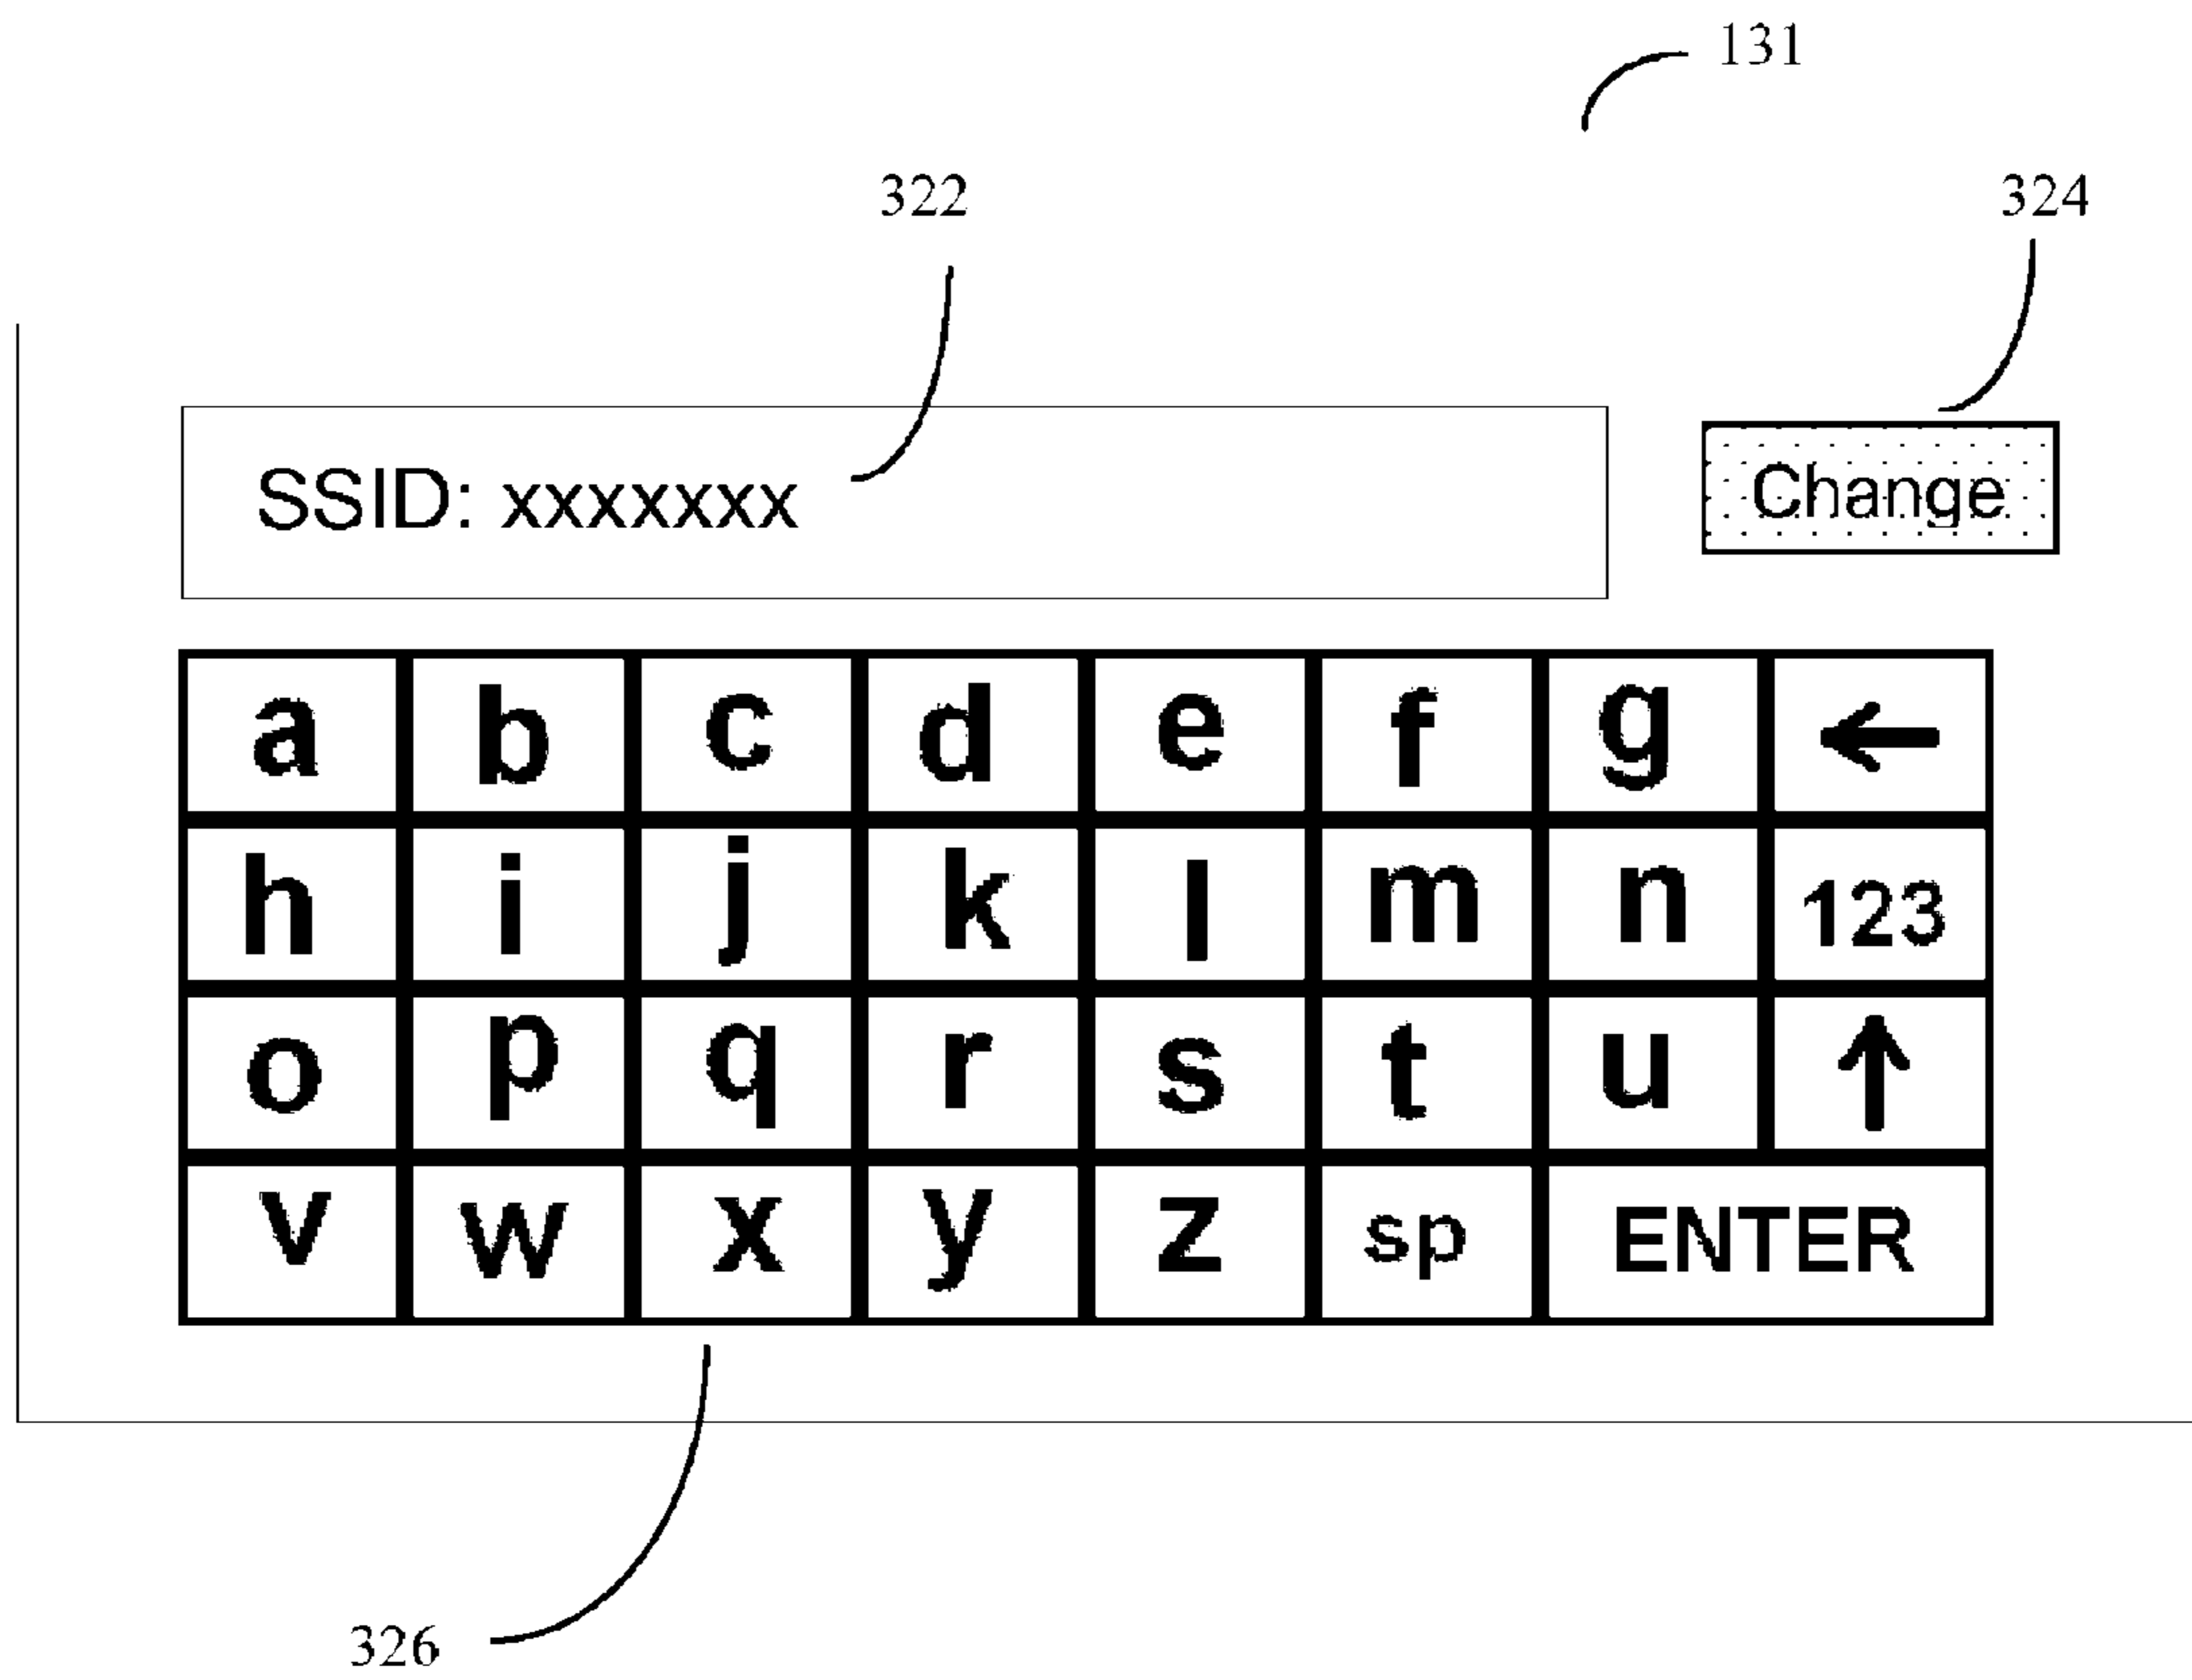 131
322
324
SSID: xxxxxxx
Change
a b c d e f g ←
h i j k l m n 123
o p q r s t u ↑
v w x y z sp ENTER
326